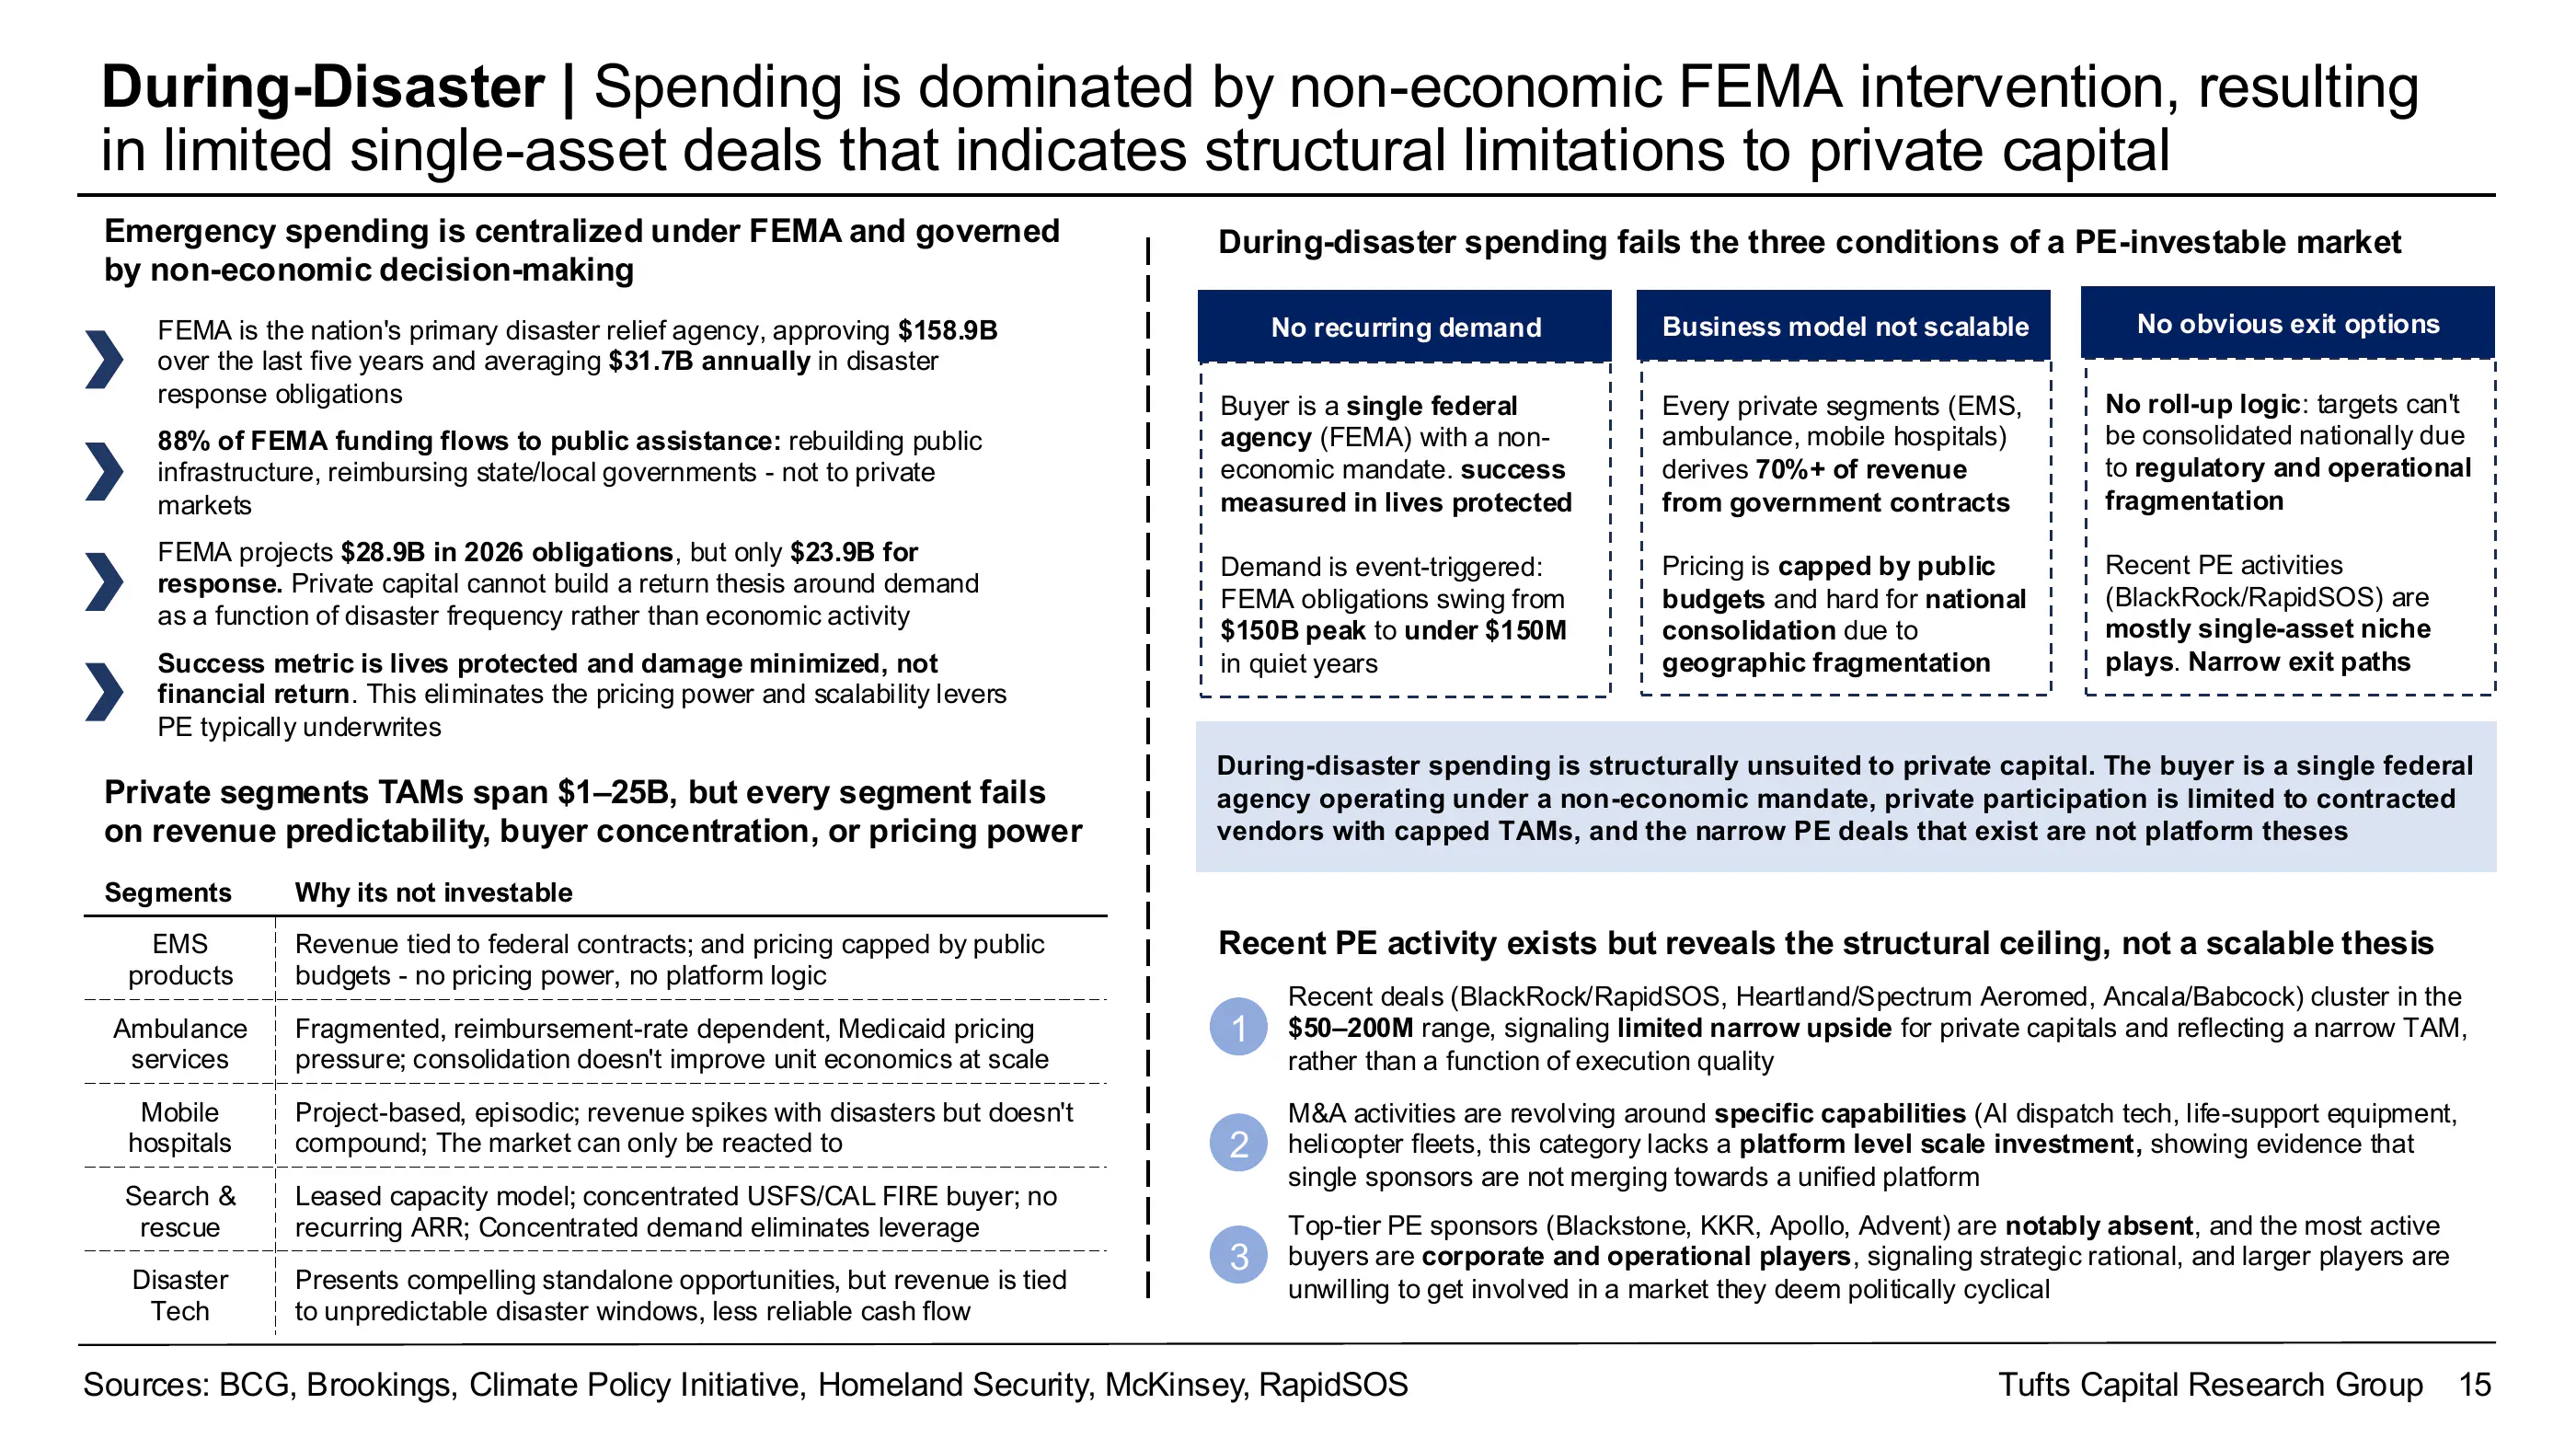 During-Disaster | Spending is dominated by non-economic FEMA intervention, resulting
in limited single-asset deals that indicates structural limitations to private capital
Emergency spending is centralized under FEMA and governed
by non-economic decision-making
FEMA is the nation's primary disaster relief agency, approving $158.9B
over the last five years and averaging $31.7B annually in disaster
response obligations
88% of FEMA funding flows to public assistance: rebuilding public
infrastructure, reimbursing state/local governments - not to private
markets
FEMA projects $28.9B in 2026 obligations, but only $23.9B for
response. Private capital cannot build a return thesis around demand
as a function of disaster frequency rather than economic activity
Success metric is lives protected and damage minimized, not
financial return. This eliminates the pricing power and scalability levers
PE typically underwrites
Private segments TAMs span $1–25B, but every segment fails
on revenue predictability, buyer concentration, or pricing power
Segments
Why its not investable
EMS
products
Revenue tied to federal contracts; and pricing capped by public
budgets - no pricing power, no platform logic
Ambulance
services
Fragmented, reimbursement-rate dependent, Medicaid pricing
pressure; consolidation doesn't improve unit economics at scale
Mobile
hospitals
Project-based, episodic; revenue spikes with disasters but doesn't
compound; The market can only be reacted to
Search &
rescue
Leased capacity model; concentrated USFS/CAL FIRE buyer; no
recurring ARR; Concentrated demand eliminates leverage
Disaster
Tech
Presents compelling standalone opportunities, but revenue is tied
to unpredictable disaster windows, less reliable cash flow
During-disaster spending fails the three conditions of a PE-investable market
No recurring demand
Buyer is a single federal
agency (FEMA) with a non-
economic mandate. success
measured in lives protected
Demand is event-triggered:
FEMA obligations swing from
$150B peak to under $150M
in quiet years
Business model not scalable
Every private segments (EMS,
ambulance, mobile hospitals)
derives 70%+ of revenue
from government contracts
Pricing is capped by public
budgets and hard for national
consolidation due to
geographic fragmentation
No obvious exit options
No roll-up logic: targets can't
be consolidated nationally due
to regulatory and operational
fragmentation
Recent PE activities
(BlackRock/RapidSOS) are
mostly single-asset niche
plays. Narrow exit paths
During-disaster spending is structurally unsuited to private capital. The buyer is a single federal
agency operating under a non-economic mandate, private participation is limited to contracted
vendors with capped TAMs, and the narrow PE deals that exist are not platform theses
Recent PE activity exists but reveals the structural ceiling, not a scalable thesis
1
Recent deals (BlackRock/RapidSOS, Heartland/Spectrum Aeromed, Ancala/Babcock) cluster in the
$50–200M range, signaling limited narrow upside for private capitals and reflecting a narrow TAM,
rather than a function of execution quality
2
M&A activities are revolving around specific capabilities (AI dispatch tech, life-support equipment,
helicopter fleets, this category lacks a platform level scale investment, showing evidence that
single sponsors are not merging towards a unified platform
3
Top-tier PE sponsors (Blackstone, KKR, Apollo, Advent) are notably absent, and the most active
buyers are corporate and operational players, signaling strategic rational, and larger players are
unwilling to get involved in a market they deem politically cyclical
Sources: BCG, Brookings, Climate Policy Initiative, Homeland Security, McKinsey, RapidSOS
Tufts Capital Research Group 15